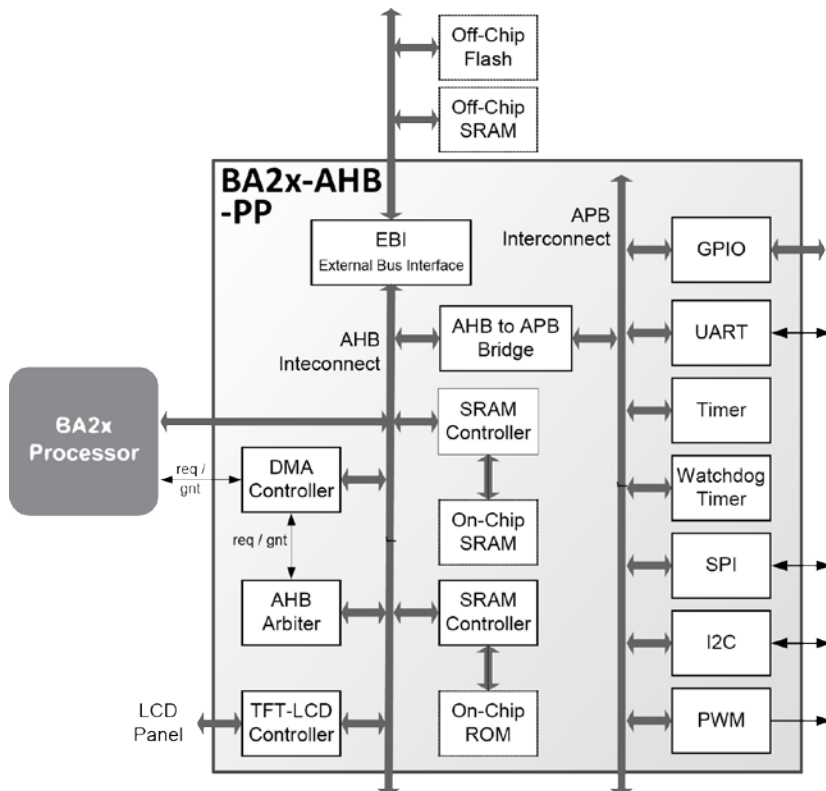 Off-Chip
Flash
Off-Chip
SRAM
BA2x-AHB
-PP
EBI
External Bus Interface
APB
Interconnect
GPIO
AHB
Inteconnect
AHB to APB
Bridge
UART
BA2x
Processor
SRAM
Controller
Timer
req /
gnt
DMA
Controller
Watchdog
Timer
req / gnt
On-Chip
SRAM
SPI
AHB
Arbiter
SRAM
Controller
I2C
LCD
Panel
TFT-LCD
Controller
On-Chip
ROM
PWM